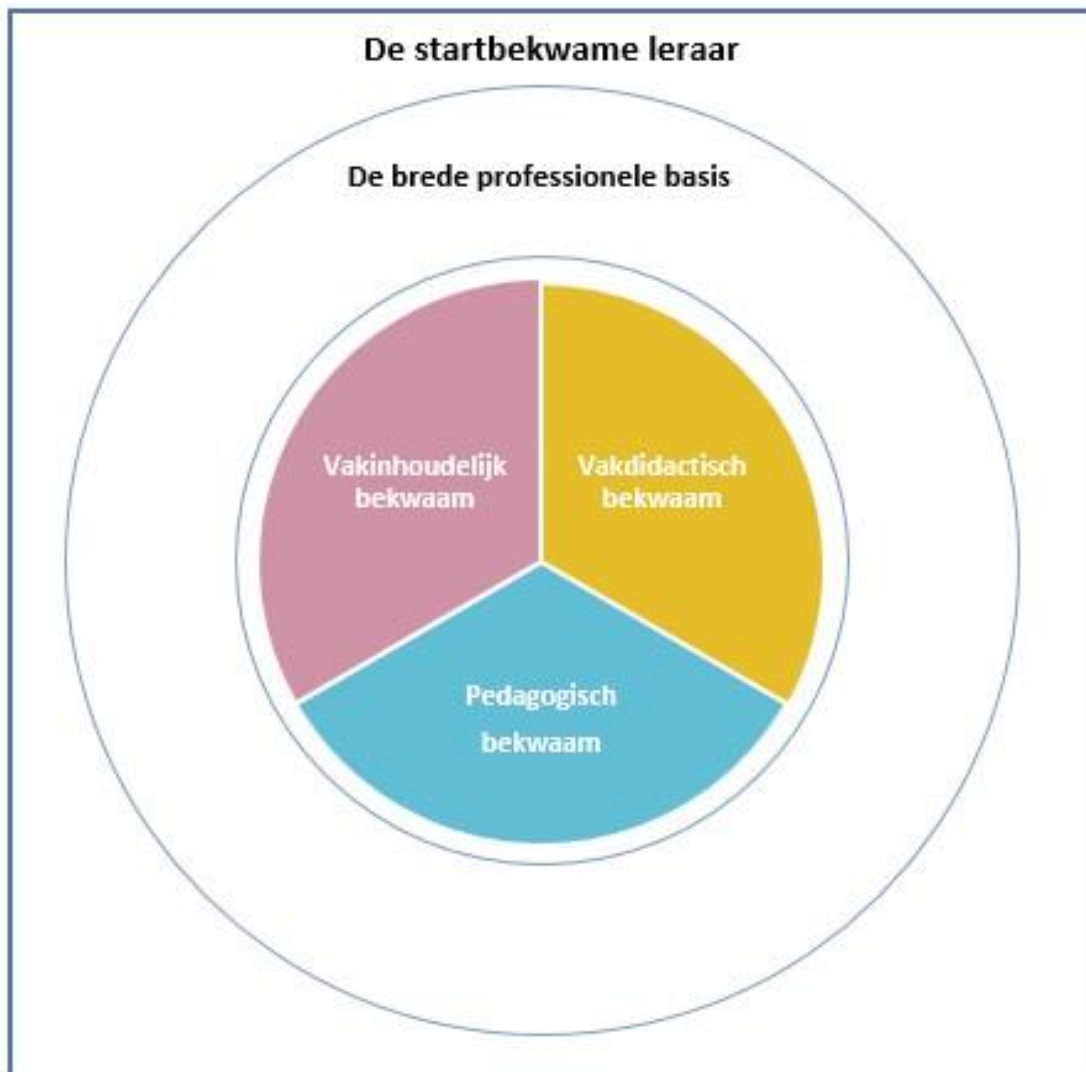 De startbekwame leraar
De brede professionele basis
Vakinhoudelijk
bekwaam
Vakdidactisch
bekwaam
Pedagogisch
bekwaam